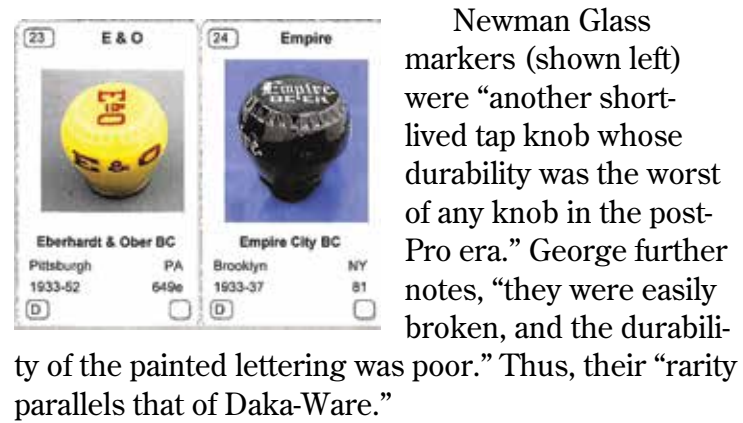 23 E & O
E & O
E & O
Eberhardt & Ober BC
Pittsburgh PA
1933-52 649e
D
24 Empire
Empire
BEER
Empire City BC
Brooklyn NY
1933-37 81
D
Newman Glass
markers (shown left)
were “another short-
lived tap knob whose
durability was the worst
of any knob in the post-
Pro era.” George further
notes, “they were easily
broken, and the durabili-
ty of the painted lettering was poor.” Thus, their “rarity
parallels that of Daka-Ware.”